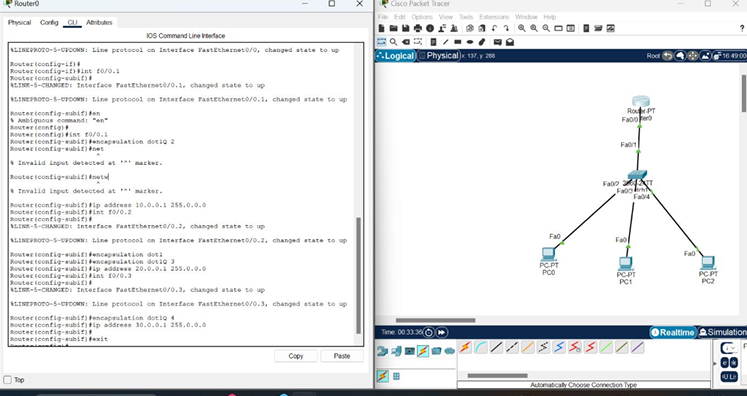 Router0
Physical Config CLI Attributes
IOS Command Line Interface
%LINEPROTO-5-UPDOWN: Line protocol on Interface FastEthernet0/0, changed state to up
Router(config-if)#
Router(config-if)#int f0/0.1
Router(config-subif)#
%LINK-5-CHANGED: Interface FastEthernet0/0.1, changed state to up
%LINEPROTO-5-UPDOWN: Line protocol on Interface FastEthernet0/0.1, changed state to up
Router(config-subif)#en
% Ambiguous command: "en"
Router(config)#
Router(config)#int f0/0.1
Router(config-subif)#encapsulation dot1Q 2
Router(config-subif)#net
^
% Invalid input detected at '^' marker.
Router(config-subif)#netw
^
% Invalid input detected at '^' marker.
Router(config-subif)#ip address 10.0.0.1 255.0.0.0
Router(config-subif)#int f0/0.2
Router(config-subif)#
%LINK-5-CHANGED: Interface FastEthernet0/0.2, changed state to up
%LINEPROTO-5-UPDOWN: Line protocol on Interface FastEthernet0/0.2, changed state to up
Router(config-subif)#encapsulation dot1
Router(config-subif)#encapsulation dot1Q 3
Router(config-subif)#ip address 20.0.0.1 255.0.0.0
Router(config-subif)#int f0/0.3
Router(config-subif)#
%LINK-5-CHANGED: Interface FastEthernet0/0.3, changed state to up
%LINEPROTO-5-UPDOWN: Line protocol on Interface FastEthernet0/0.3, changed state to up
Router(config-subif)#encapsulation dot1Q 4
Router(config-subif)#ip address 30.0.0.1 255.0.0.0
Router(config-subif)#
Router(config-subif)#exit
Copy Paste
Top
Cisco Packet Tracer
File Edit Options View Tools Extensions Window Help
Logical Physical x: 137, y: 288 Root 16:49:00
Router-PT
Fa0/0
Fa0/1
Fa0/2
Fa0/4
Fa0 Fa0 Fa0
PC-PT PC-PT PC-PT
PC0 PC1 PC2
Time: 00:33:36 Realtime Simulation
Automatically Choose Connection Type